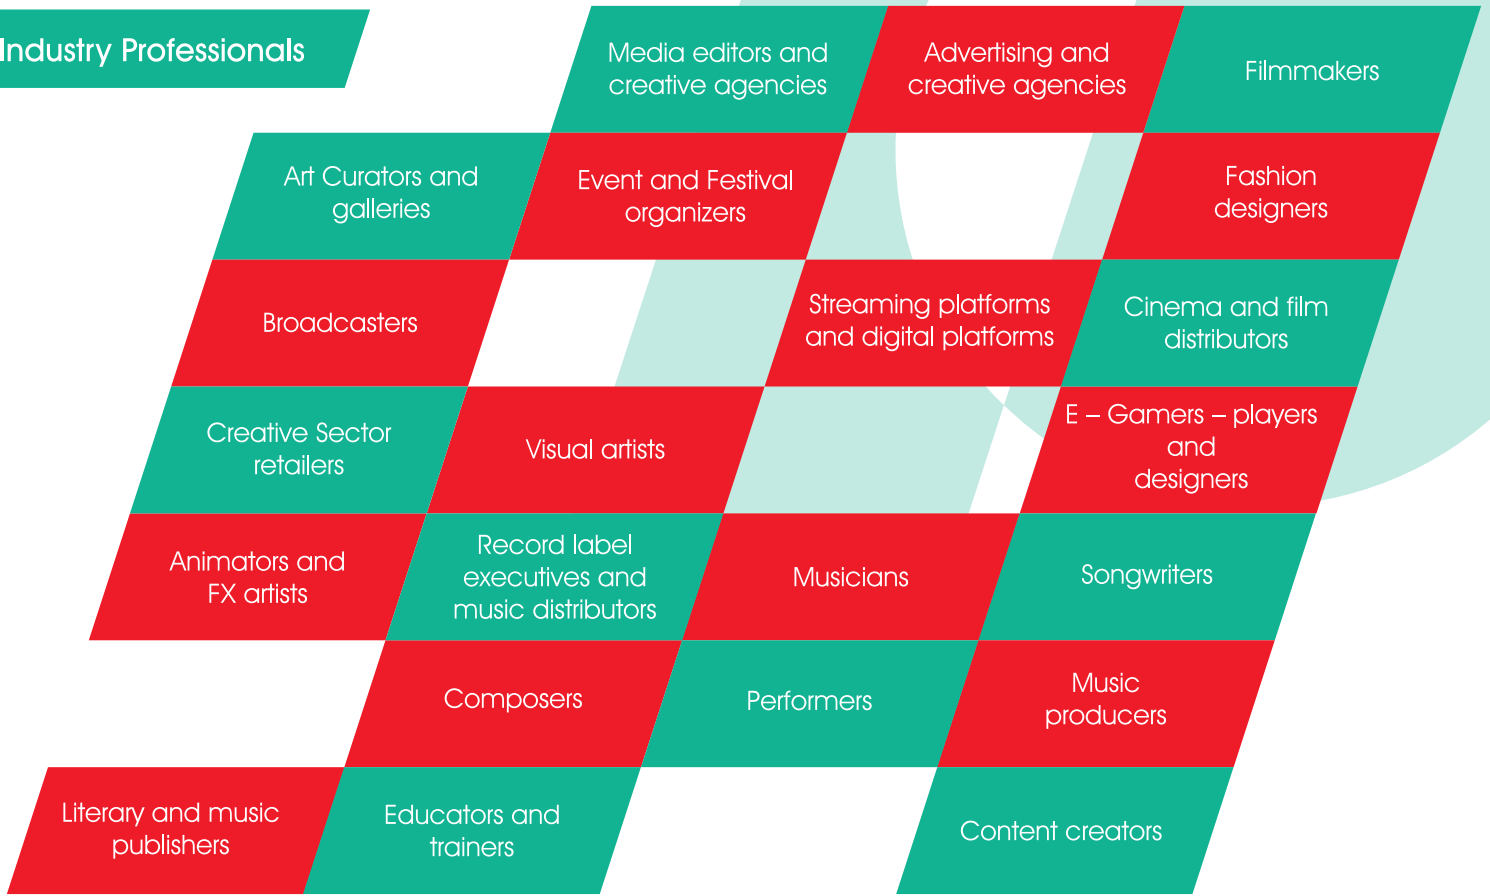 Industry Professionals
Media editors and
creative agencies
Advertising and
creative agencies
Filmmakers
Art Curators and
galleries
Event and Festival
organizers
Fashion
designers
Broadcasters
Streaming platforms
and digital platforms
Cinema and film
distributors
Creative Sector
retailers
Visual artists
E – Gamers – players
and
designers
Animators and
FX artists
Record label
executives and
music distributors
Musicians
Songwriters
Composers
Performers
Music
producers
Literary and music
publishers
Educators and
trainers
Content creators